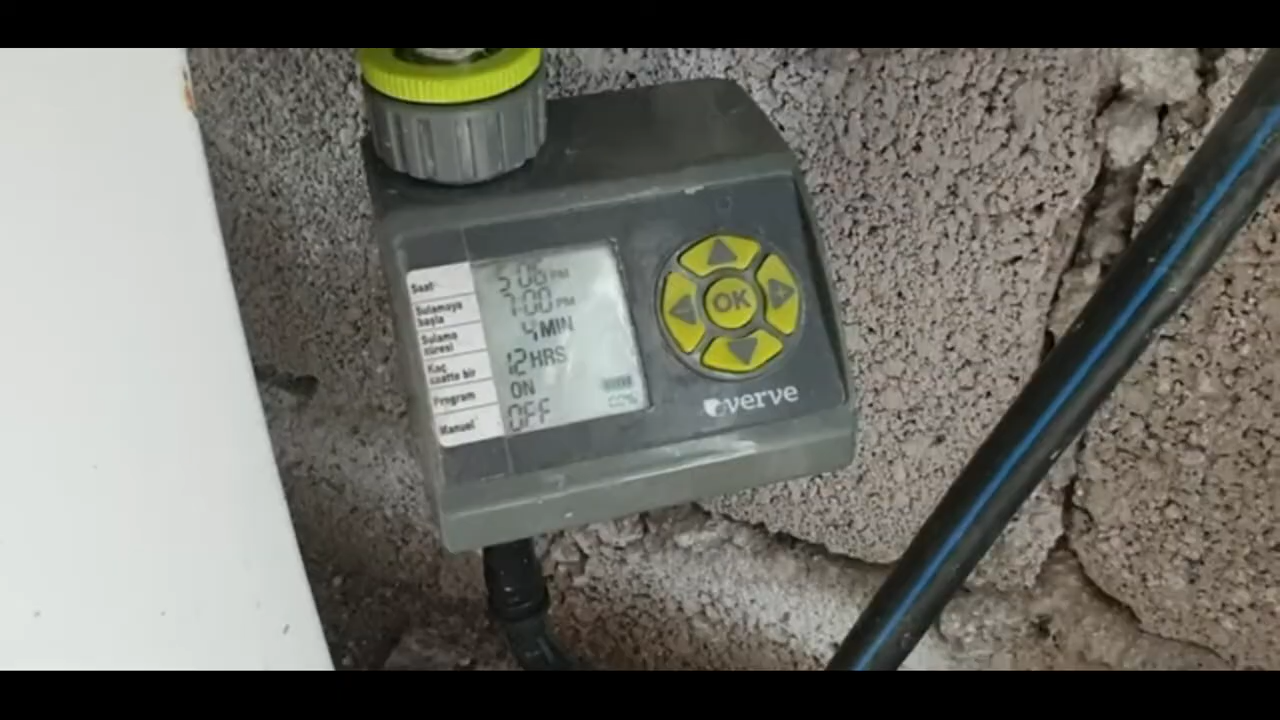 Saat
5:06 PM
Sulamaya
başla
7:00 PM
Sulama
süresi
4 MIN
Kaç
saatte bir
12 HRS
Program
ON
Manuel
OFF
OK
verve